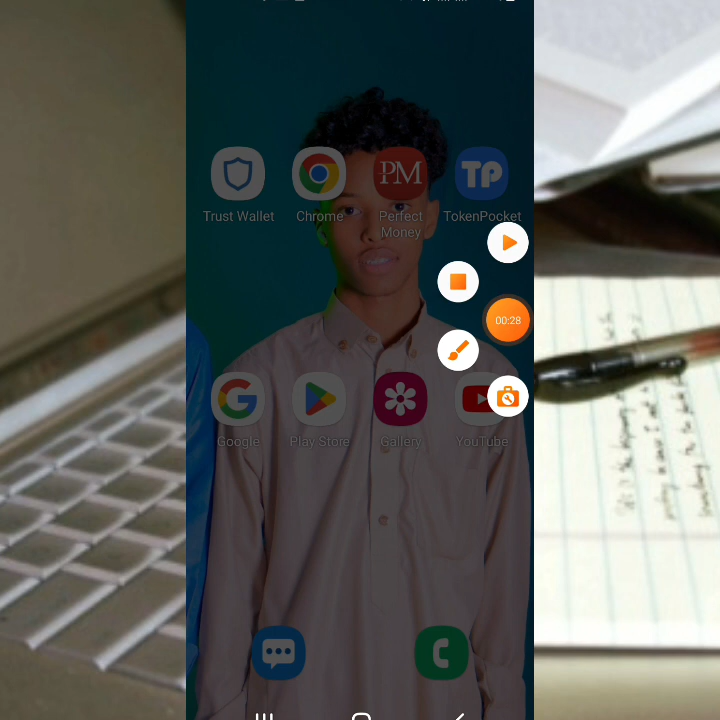 PM
TP
Trust Wallet
Chrome
Perfect
Money
TokenPocket
00:28
G
Google
Play Store
Gallery
YouTube